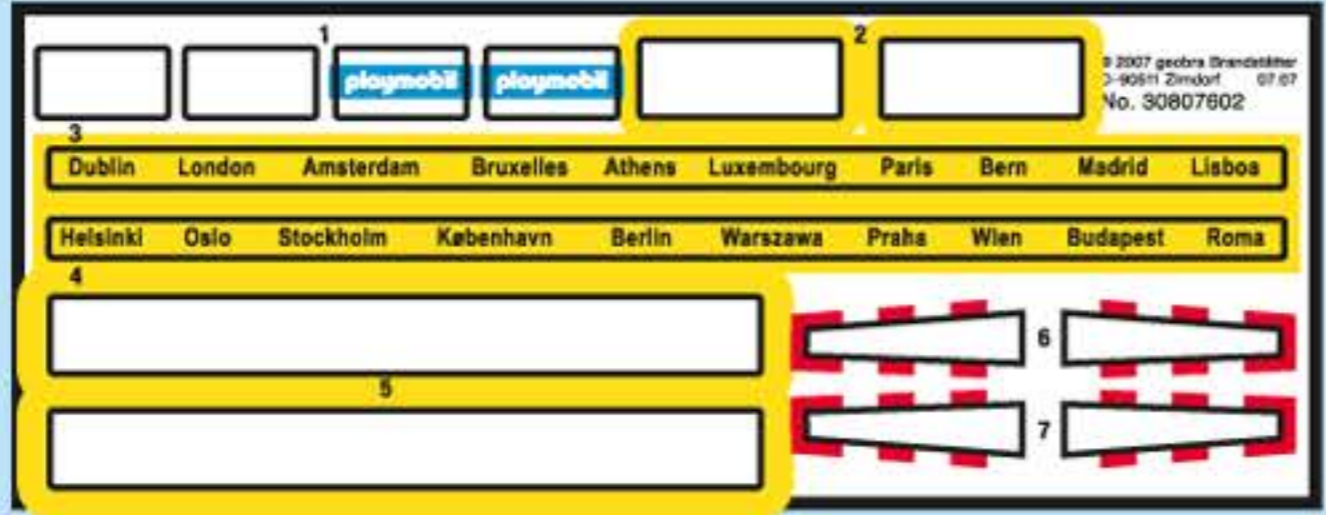 1
2
playmobil playmobil
© 2007 geobra Brandstätter
D-90511 Zirndorf 07.07
No. 30807602
3
Dublin London Amsterdam Bruxelles Athens Luxembourg Paris Bern Madrid Lisboa
Helsinki Oslo Stockholm København Berlin Warszawa Praha Wien Budapest Roma
4
6
5
7